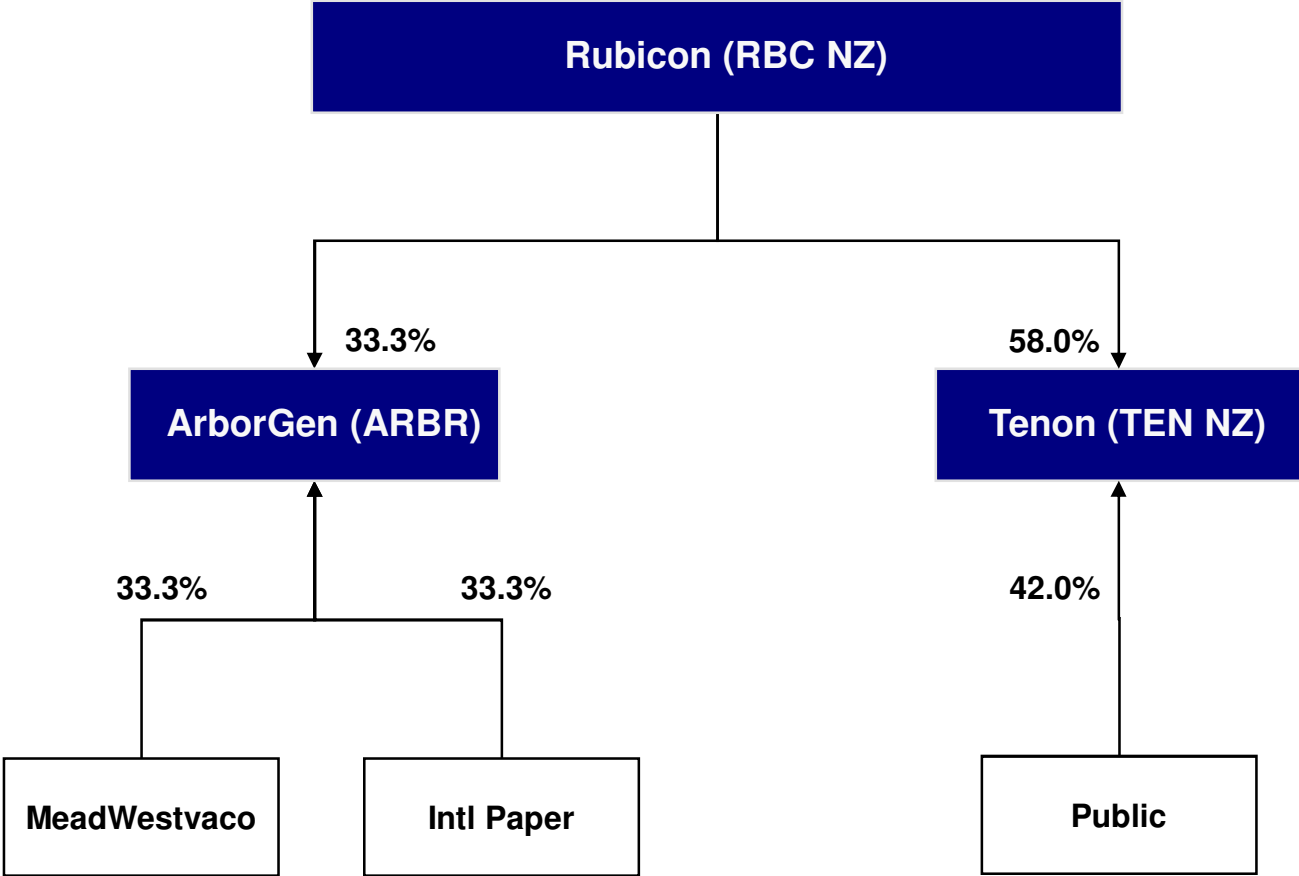 Rubicon (RBC NZ)
33.3%
58.0%
ArborGen (ARBR)
Tenon (TEN NZ)
33.3%
33.3%
42.0%
MeadWestvaco
Intl Paper
Public